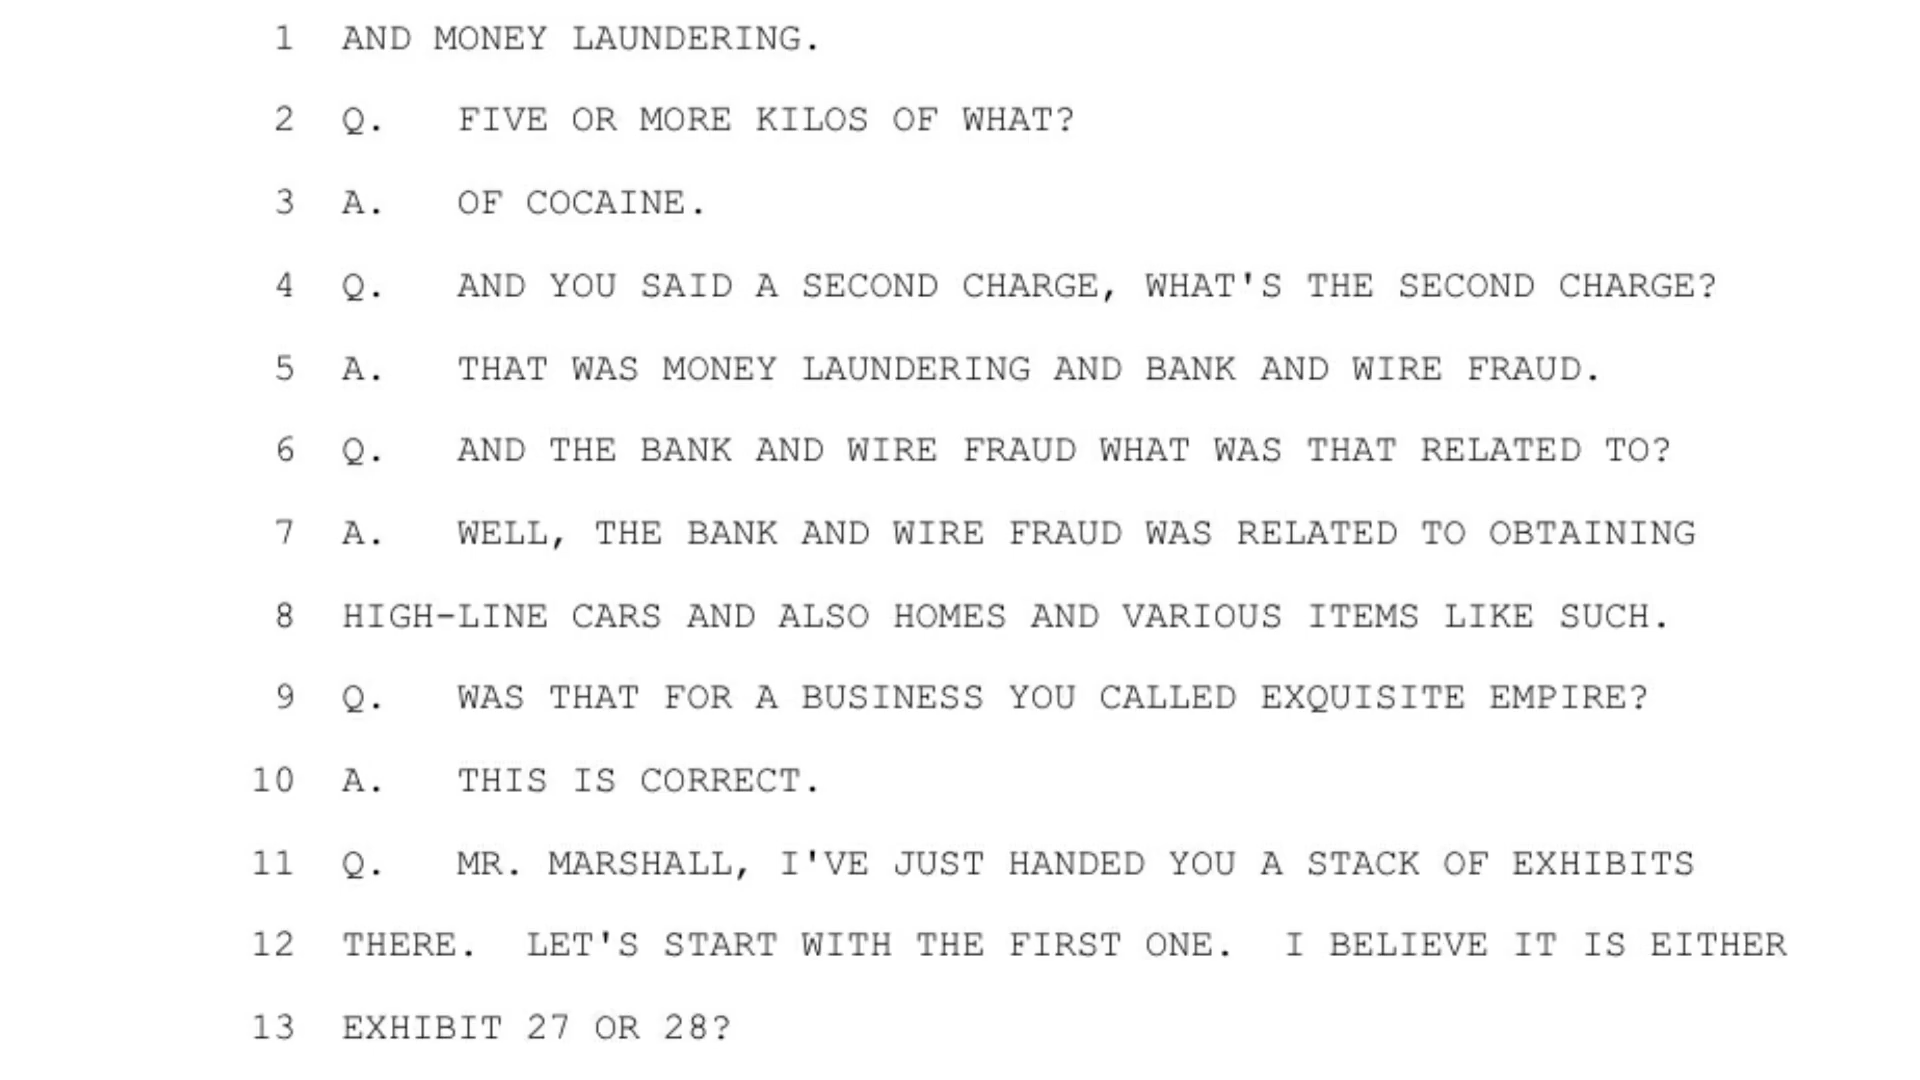 1 AND MONEY LAUNDERING.
2 Q. FIVE OR MORE KILOS OF WHAT?
3 A. OF COCAINE.
4 Q. AND YOU SAID A SECOND CHARGE, WHAT'S THE SECOND CHARGE?
5 A. THAT WAS MONEY LAUNDERING AND BANK AND WIRE FRAUD.
6 Q. AND THE BANK AND WIRE FRAUD WHAT WAS THAT RELATED TO?
7 A. WELL, THE BANK AND WIRE FRAUD WAS RELATED TO OBTAINING
8 HIGH-LINE CARS AND ALSO HOMES AND VARIOUS ITEMS LIKE SUCH.
9 Q. WAS THAT FOR A BUSINESS YOU CALLED EXQUISITE EMPIRE?
10 A. THIS IS CORRECT.
11 Q. MR. MARSHALL, I'VE JUST HANDED YOU A STACK OF EXHIBITS
12 THERE. LET'S START WITH THE FIRST ONE. I BELIEVE IT IS EITHER
13 EXHIBIT 27 OR 28?